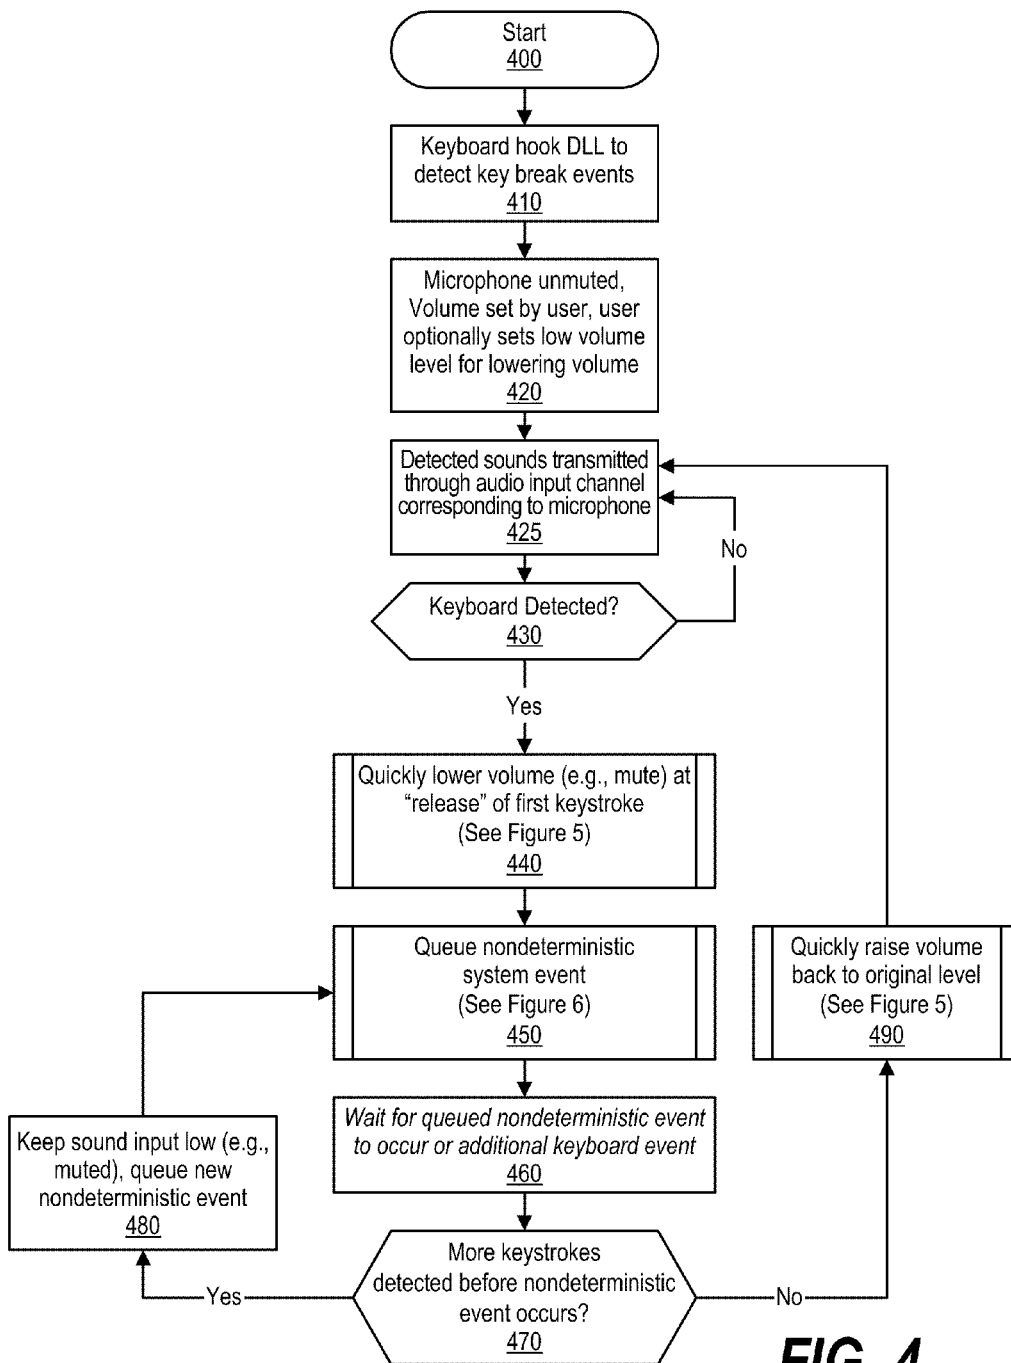 Start
400
Keyboard hook DLL to
detect key break events
410
Microphone unmuted,
Volume set by user, user
optionally sets low volume
level for lowering volume
420
Detected sounds transmitted
through audio input channel
corresponding to microphone
425
No
Keyboard Detected?
430
Yes
Quickly lower volume (e.g., mute) at
“release” of first keystroke
(See Figure 5)
440
Queue nondeterministic
system event
(See Figure 6)
450
Quickly raise volume
back to original level
(See Figure 5)
490
Wait for queued nondeterministic event
to occur or additional keyboard event
460
Keep sound input low (e.g.,
muted), queue new
nondeterministic event
480
More keystrokes
detected before nondeterministic
event occurs?
470
Yes
No
FIG. 4